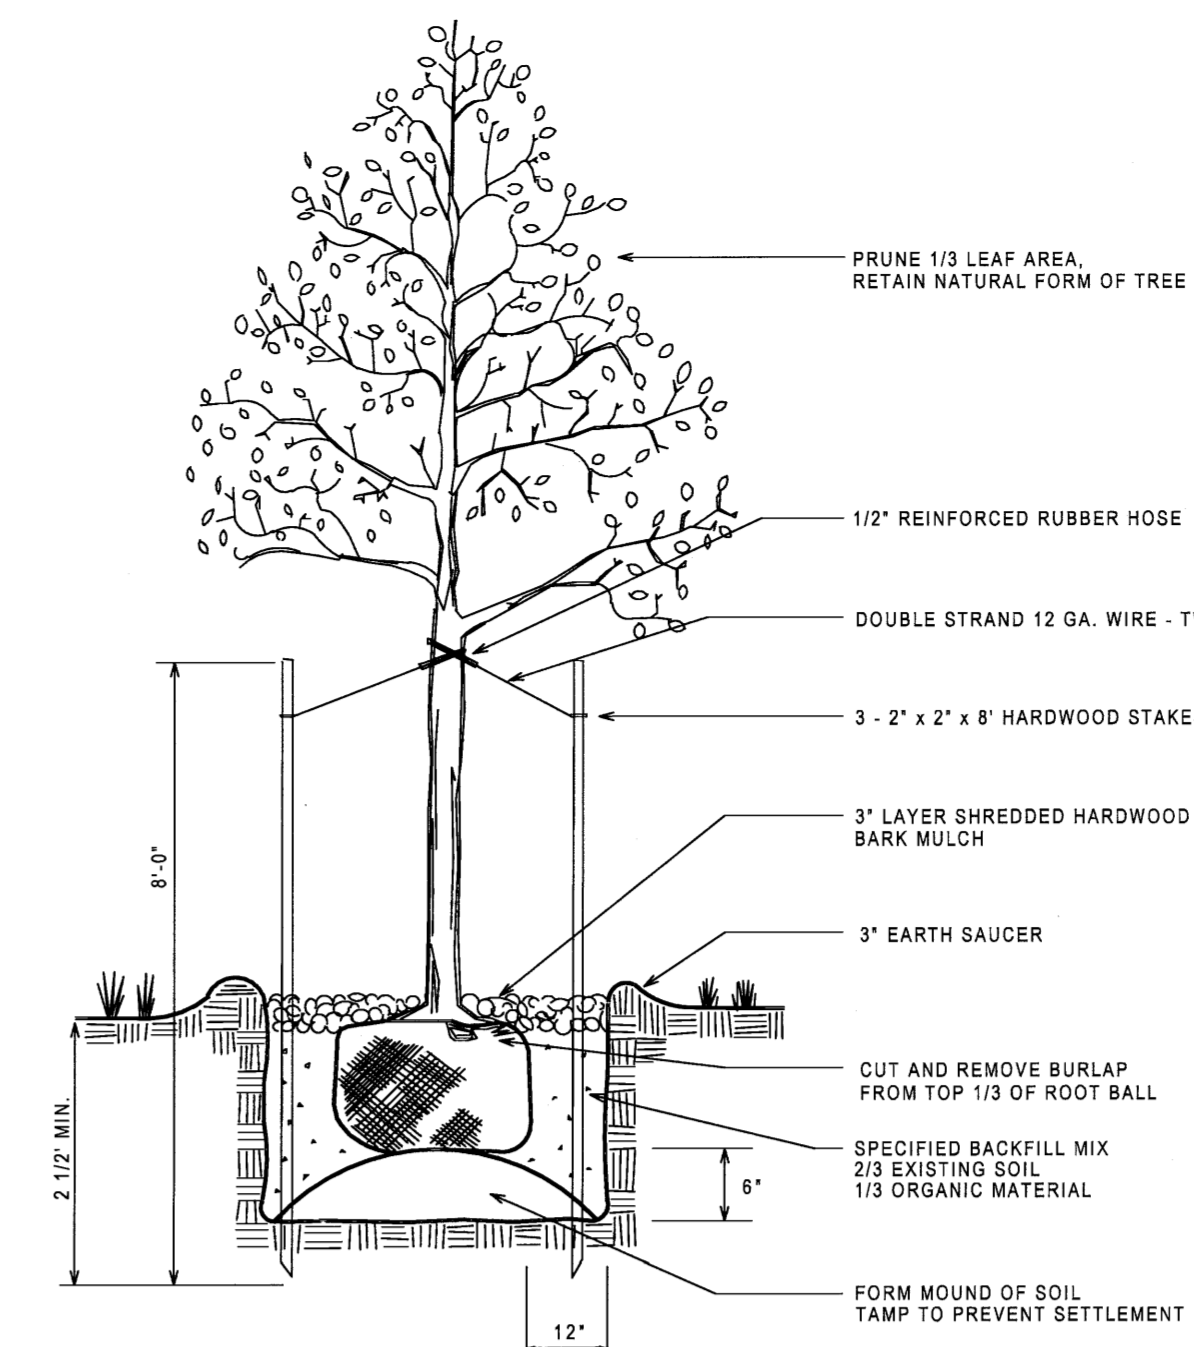 PRUNE 1/3 LEAF AREA,
RETAIN NATURAL FORM OF TREE
1/2" REINFORCED RUBBER HOSE
DOUBLE STRAND 12 GA. WIRE -
3 - 2" x 2" x 8' HARDWOOD STAKE
3" LAYER SHREDDED HARDWOOD
BARK MULCH
8'-0"
3" EARTH SAUCER
CUT AND REMOVE BURLAP
FROM TOP 1/3 OF ROOT BALL
2 1/2' MIN.
SPECIFIED BACKFILL MIX
2/3 EXISTING SOIL
1/3 ORGANIC MATERIAL
6"
FORM MOUND OF SOIL
TAMP TO PREVENT SETTLEMENT
12"